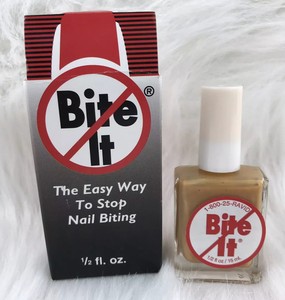 Bite
It
®
The Easy Way
To Stop
Nail Biting
1/2 fl. oz.
1-800-25-RAVIO
Bite
It
®
1/2 fl oz / 15 mL